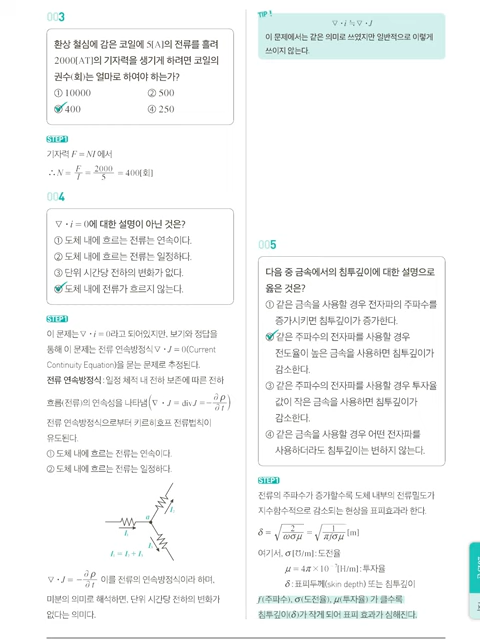 003
환상 철심에 감은 코일에 5[A]의 전류를 흘려
2000[AT]의 기자력을 생기게 하려면 코일의
권수(회)는 얼마로 하여야 하는가?
① 10000 ② 500
③ 400 ④ 250
STEP1
기자력 F = NI 에서
∴ N = F/I = 2000/5 = 400[회]
004
∇・i = 0에 대한 설명이 아닌 것은?
① 도체 내에 흐르는 전류는 연속이다.
② 도체 내에 흐르는 전류는 일정하다.
③ 단위 시간당 전하의 변화가 없다.
④ 도체 내에 전류가 흐르지 않는다.
STEP1
이 문제는 ∇・i = 0라고 되어있지만, 보기와 정답을
통해 이 문제는 전류 연속방정식 ∇・J = 0(Current
Continuity Equation)을 묻는 문제로 추정된다.
전류 연속방정식 : 일정 체적 내 전하 보존에 따른 전하
흐름(전류)의 연속성을 나타냄 (∇・J = divJ = −∂ρ/∂t)
전류 연속방정식으로부터 키르히호프 전류법칙이
유도된다.
① 도체 내에 흐르는 전류는 연속이다.
② 도체 내에 흐르는 전류는 일정하다.
a
I₁ = I₂ + I₃
∇・J = −∂ρ/∂t 이를 전류의 연속방정식이라 하며,
미분의 의미로 해석하면, 단위 시간당 전하의 변화가
없다는 의미다.
TIP !
∇・i ≒ ∇・J
이 문제에서는 같은 의미로 쓰였지만 일반적으로 이렇게
쓰이지 않는다.
005
다음 중 금속에서의 침투깊이에 대한 설명으로
옳은 것은?
① 같은 금속을 사용할 경우 전자파의 주파수를
증가시키면 침투깊이가 증가한다.
② 같은 주파수의 전자파를 사용할 경우
전도율이 높은 금속을 사용하면 침투깊이가
감소한다.
③ 같은 주파수의 전자파를 사용할 경우 투자율
값이 작은 금속을 사용하면 침투깊이가
감소한다.
④ 같은 금속을 사용할 경우 어떤 전자파를
사용하더라도 침투깊이는 변하지 않는다.
STEP1
전류의 주파수가 증가할수록 도체 내부의 전류밀도가
지수함수적으로 감소되는 현상을 표피효과라 한다.
δ = √(2/ωσμ) = √(1/πfσμ) [m]
여기서, σ[℧/m] : 도전율
μ = 4π × 10⁻⁷[H/m] : 투자율
δ : 표피두께(skin depth) 또는 침투깊이
f(주파수), σ(도전율), μ(투자율) 가 클수록
침투깊이(δ)가 작게 되어 표피 효과가 심해진다.